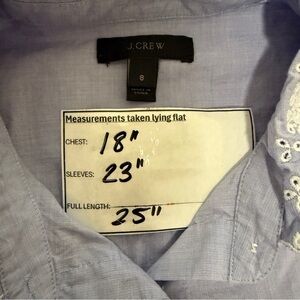 J.CREW
8
Measurements taken lying flat
CHEST: 18"
SLEEVES: 23"
FULL LENGTH: 25"